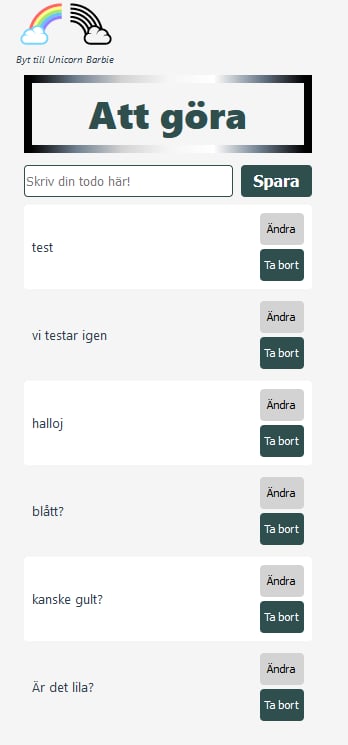 Byt till Unicorn Barbie
Att göra
Skriv din todo här!
Spara
test
Ändra
Ta bort
vi testar igen
Ändra
Ta bort
halloj
Ändra
Ta bort
blått?
Ändra
Ta bort
kanske gult?
Ändra
Ta bort
Är det lila?
Ändra
Ta bort